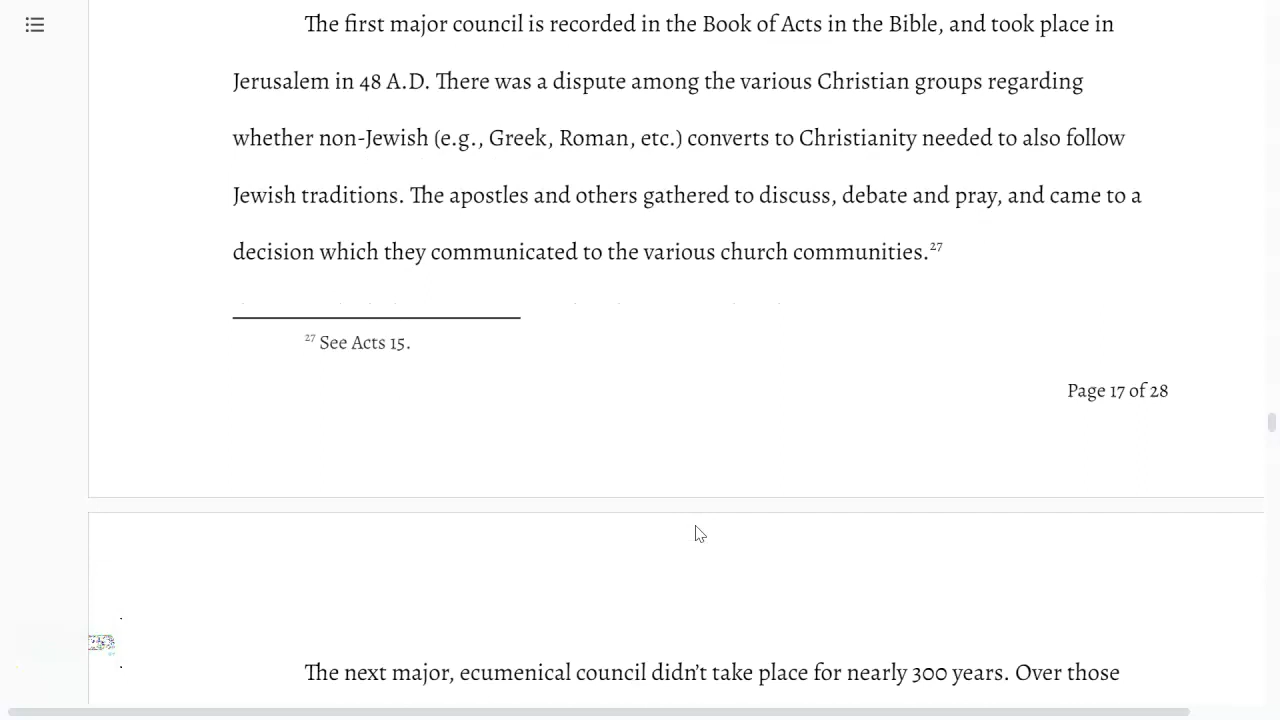 The first major council is recorded in the Book of Acts in the Bible, and took place in
Jerusalem in 48 A.D. There was a dispute among the various Christian groups regarding
whether non-Jewish (e.g., Greek, Roman, etc.) converts to Christianity needed to also follow
Jewish traditions. The apostles and others gathered to discuss, debate and pray, and came to a
decision which they communicated to the various church communities.27
27 See Acts 15.
Page 17 of 28
The next major, ecumenical council didn’t take place for nearly 300 years. Over those